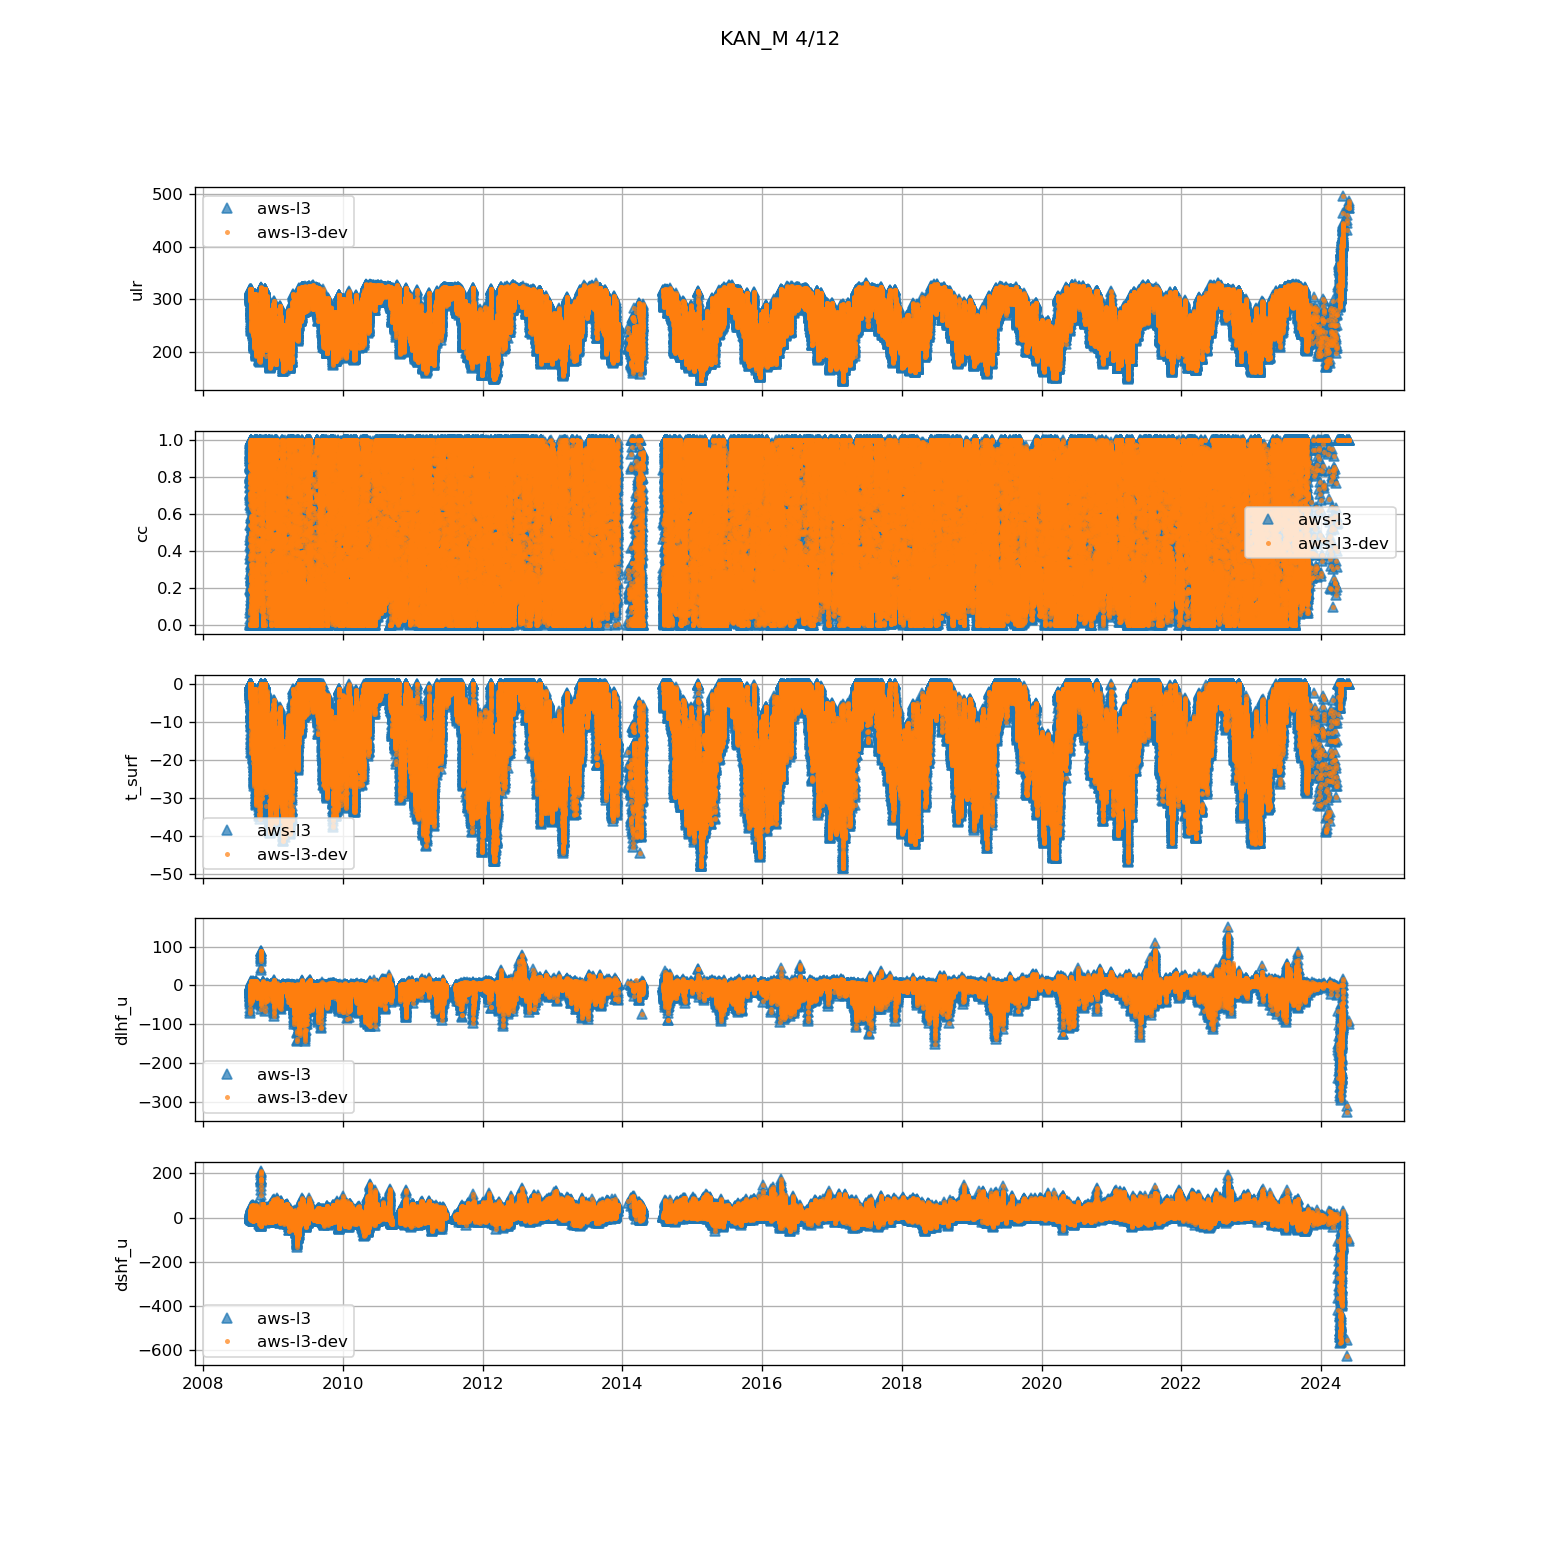 KAN_M 4/12
500
400
300
200
ulr
aws-l3
aws-l3-dev
1.0
0.8
0.6
0.4
0.2
0.0
cc
aws-l3
aws-l3-dev
0
−10
−20
−30
−40
−50
t_surf
aws-l3
aws-l3-dev
100
0
−100
−200
−300
dlhf_u
aws-l3
aws-l3-dev
200
0
−200
−400
−600
dshf_u
aws-l3
aws-l3-dev
2008 2010 2012 2014 2016 2018 2020 2022 2024